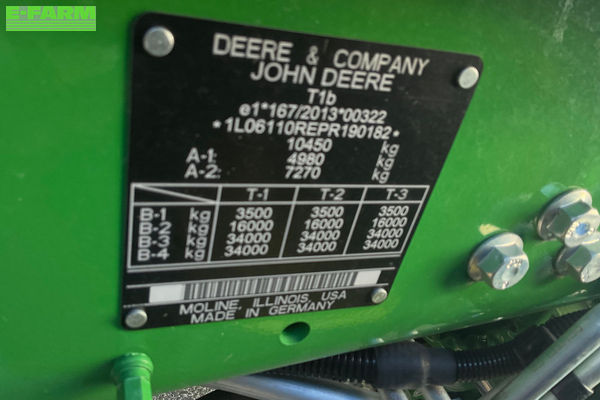 E-FARM
DEERE & COMPANY
JOHN DEERE
T1b
e1*167/2013*00322
*1L06110REPR190182*
10450 kg
A-1: 4980 kg
A-2: 7270 kg
T-1 T-2 T-3
B-1 kg 3500 3500 3500
B-2 kg 16000 16000 16000
B-3 kg 34000 34000 34000
B-4 kg 34000 34000 34000
MOLINE, ILLINOIS, USA
MADE IN GERMANY